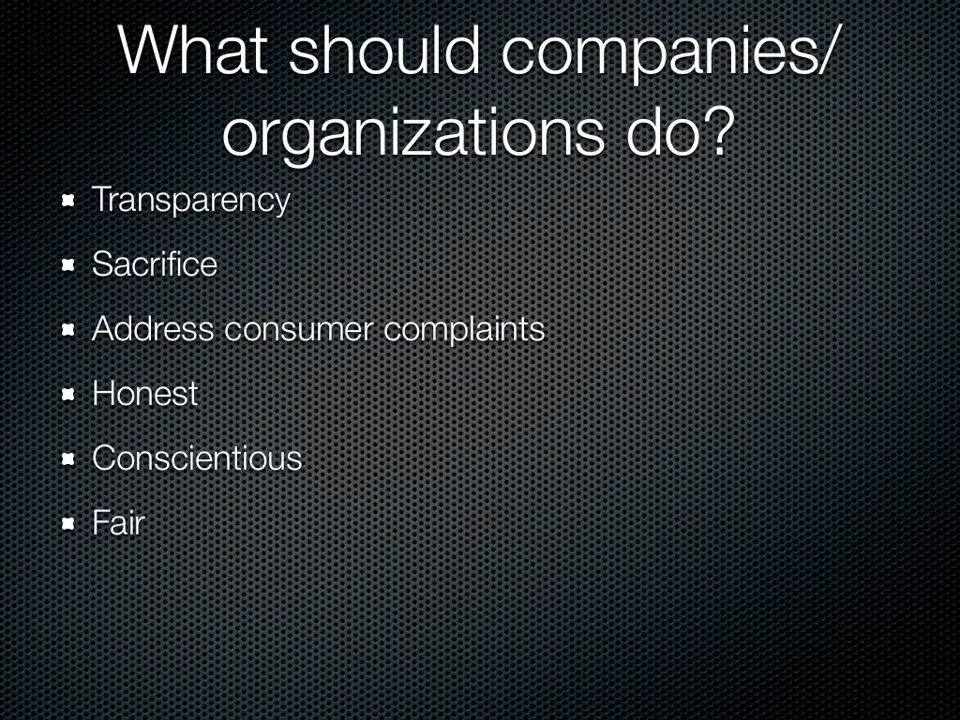 What should companies/
organizations do?
Transparency
Sacrifice
Address consumer complaints
Honest
Conscientious
Fair